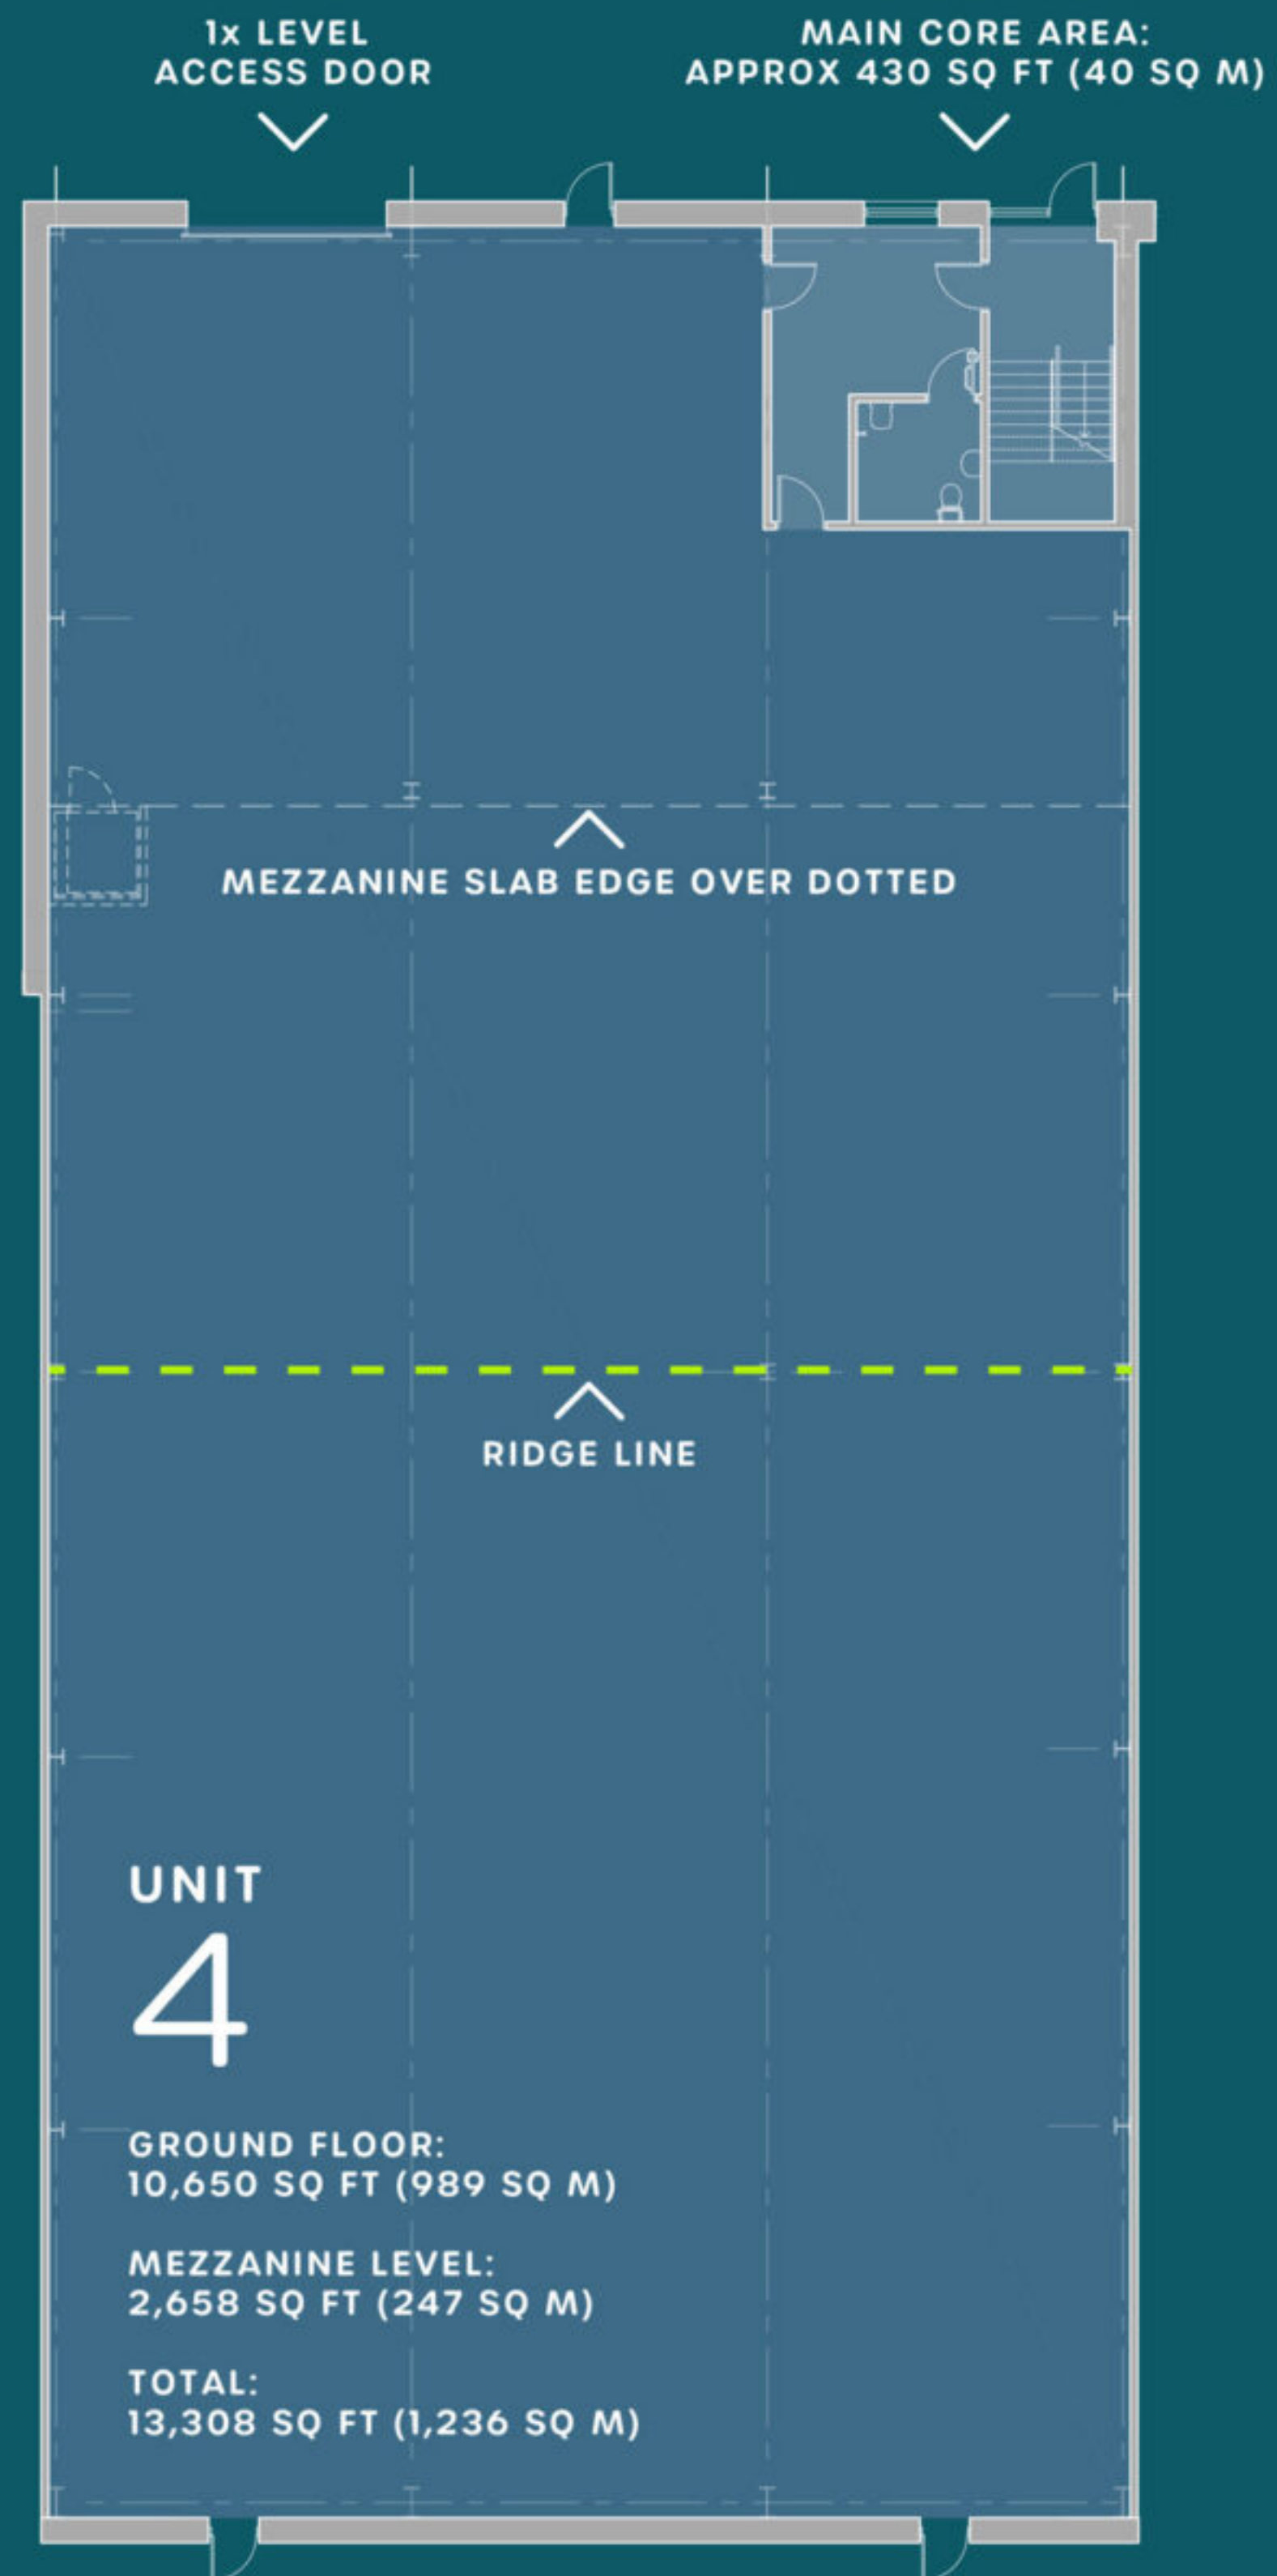 1x LEVEL
ACCESS DOOR
MAIN CORE AREA:
APPROX 430 SQ FT (40 SQ M)
MEZZANINE SLAB EDGE OVER DOTTED
RIDGE LINE
UNIT
4
GROUND FLOOR:
10,650 SQ FT (989 SQ M)
MEZZANINE LEVEL:
2,658 SQ FT (247 SQ M)
TOTAL:
13,308 SQ FT (1,236 SQ M)